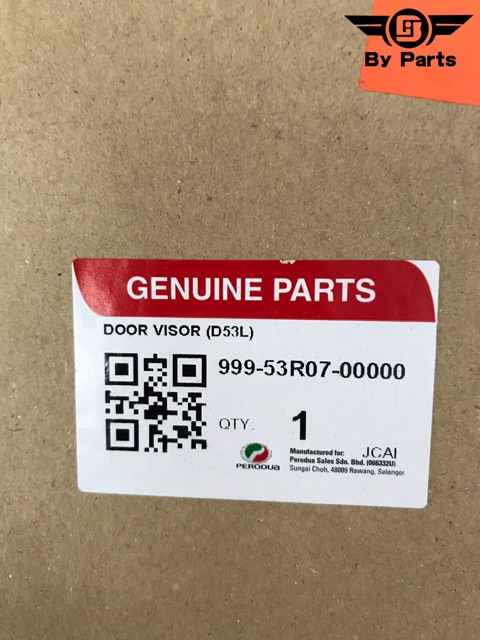 By Parts
GENUINE PARTS
DOOR VISOR (D53L)
999-53R07-00000
QTY: 1
PERODUA
Manufactured for: JCAI
Perodua Sales Sdn. Bhd. (066332U)
Sungai Choh, 48009 Rawang, Selangor